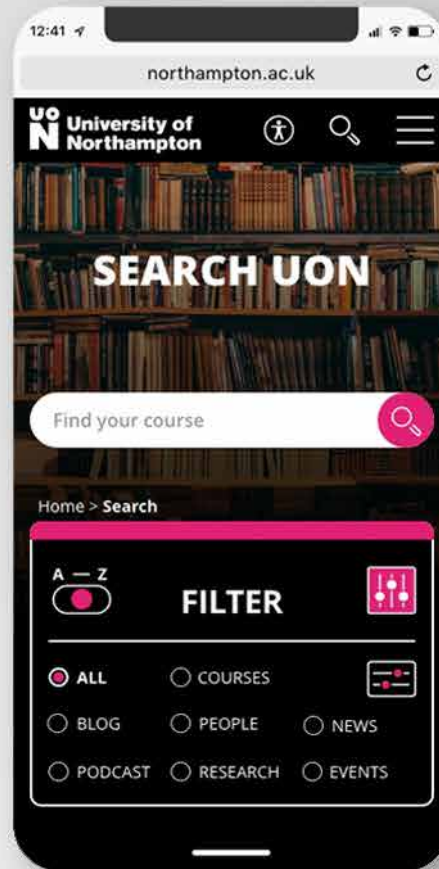 12:41
northampton.ac.uk
UON University of
Northampton
SEARCH UON
Find your course
Home > Search
A — Z
FILTER
ALL COURSES
BLOG PEOPLE NEWS
PODCAST RESEARCH EVENTS